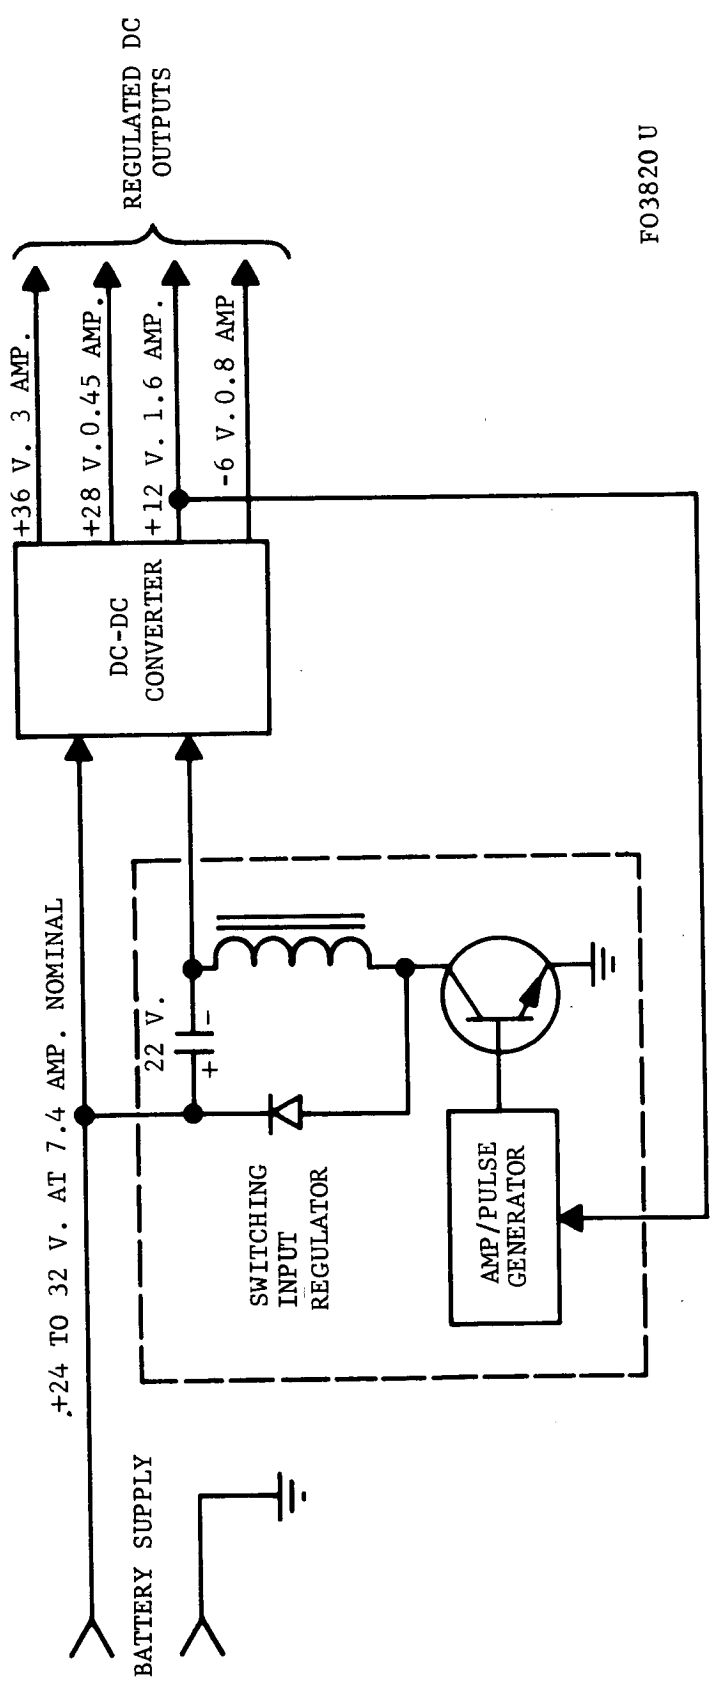 REGULATED DC
OUTPUTS
+36 V. 3 AMP.
+28 V.0.45 AMP.
+12 V. 1.6 AMP.
-6 V.0.8 AMP
DC-DC
CONVERTER
+24 TO 32 V. AT 7.4 AMP. NOMINAL
22 V.
+ -
SWITCHING
INPUT
REGULATOR
AMP/PULSE
GENERATOR
BATTERY SUPPLY
FO3820 U